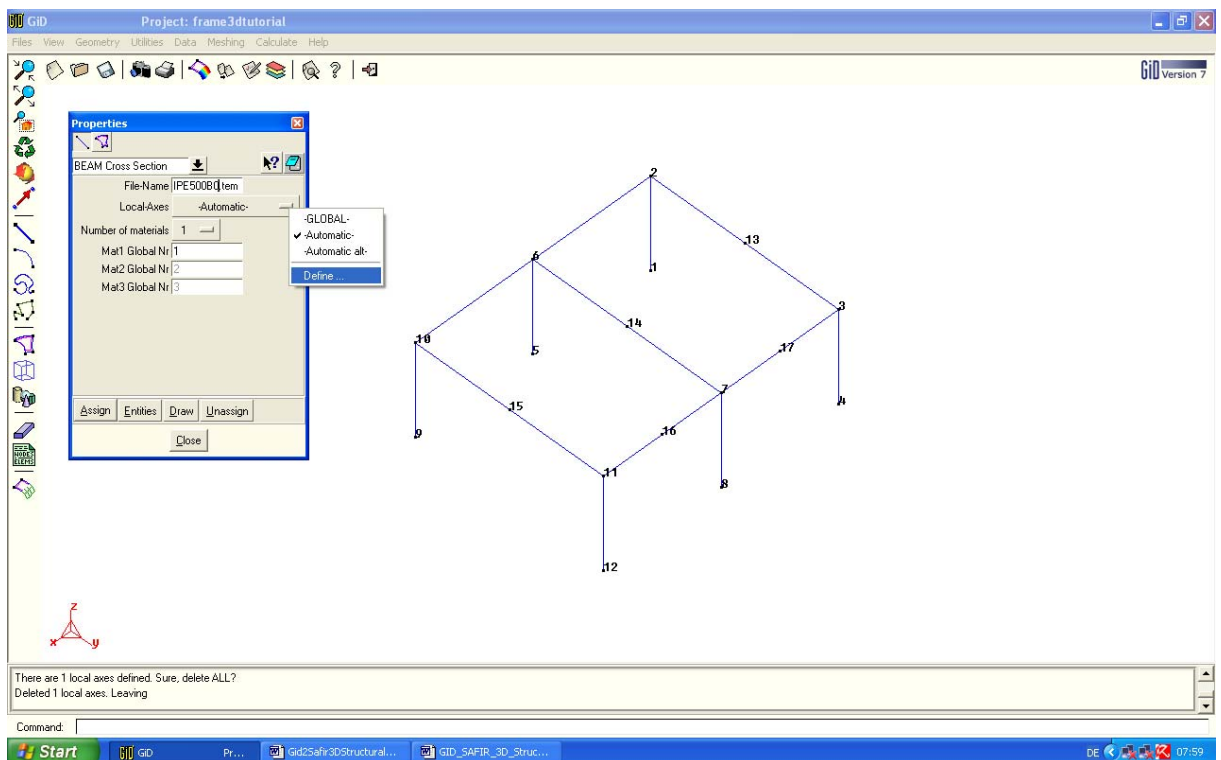 GiD Project: frame3dtutorial
Files View Geometry Utilities Data Meshing Calculate Help
GiD Version 7
Properties
BEAM Cross Section
File-Name IPE500BC.tem
Local-Axes -Automatic-
-GLOBAL-
-Automatic-
-Automatic alt-
Define ...
Number of materials 1
Mat1 Global Nr 1
Mat2 Global Nr 2
Mat3 Global Nr 3
Assign Entities Draw Unassign
Close
2
13
1
6
3
14
17
10
5
7
4
15
16
9
11
8
12
z
x y
There are 1 local axes defined. Sure, delete ALL?
Deleted 1 local axes. Leaving
Command:
Start GiD Pr... Gid2Safir3DStructural... GID_SAFIR_3D_Struc... DE 07:59